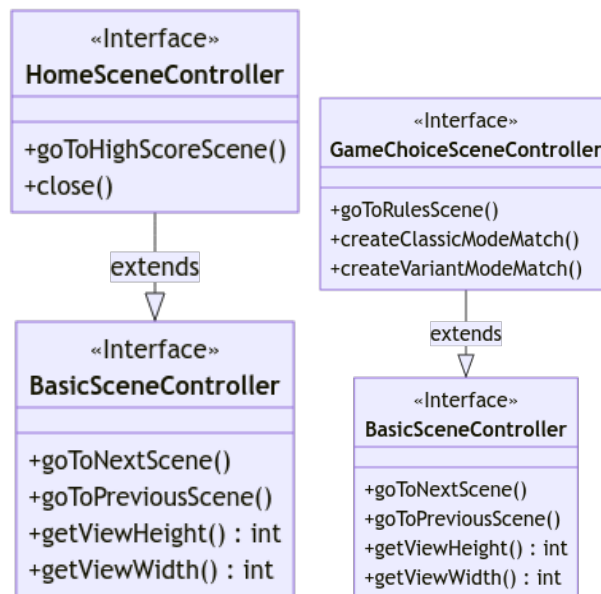 «Interface»
HomeSceneController
+goToHighScoreScene()
+close()
extends
«Interface»
BasicSceneController
+goToNextScene()
+goToPreviousScene()
+getViewHeight() : int
+getViewWidth() : int
«Interface»
GameChoiceSceneController
+goToRulesScene()
+createClassicModeMatch()
+createVariantModeMatch()
extends
«Interface»
BasicSceneController
+goToNextScene()
+goToPreviousScene()
+getViewHeight() : int
+getViewWidth() : int